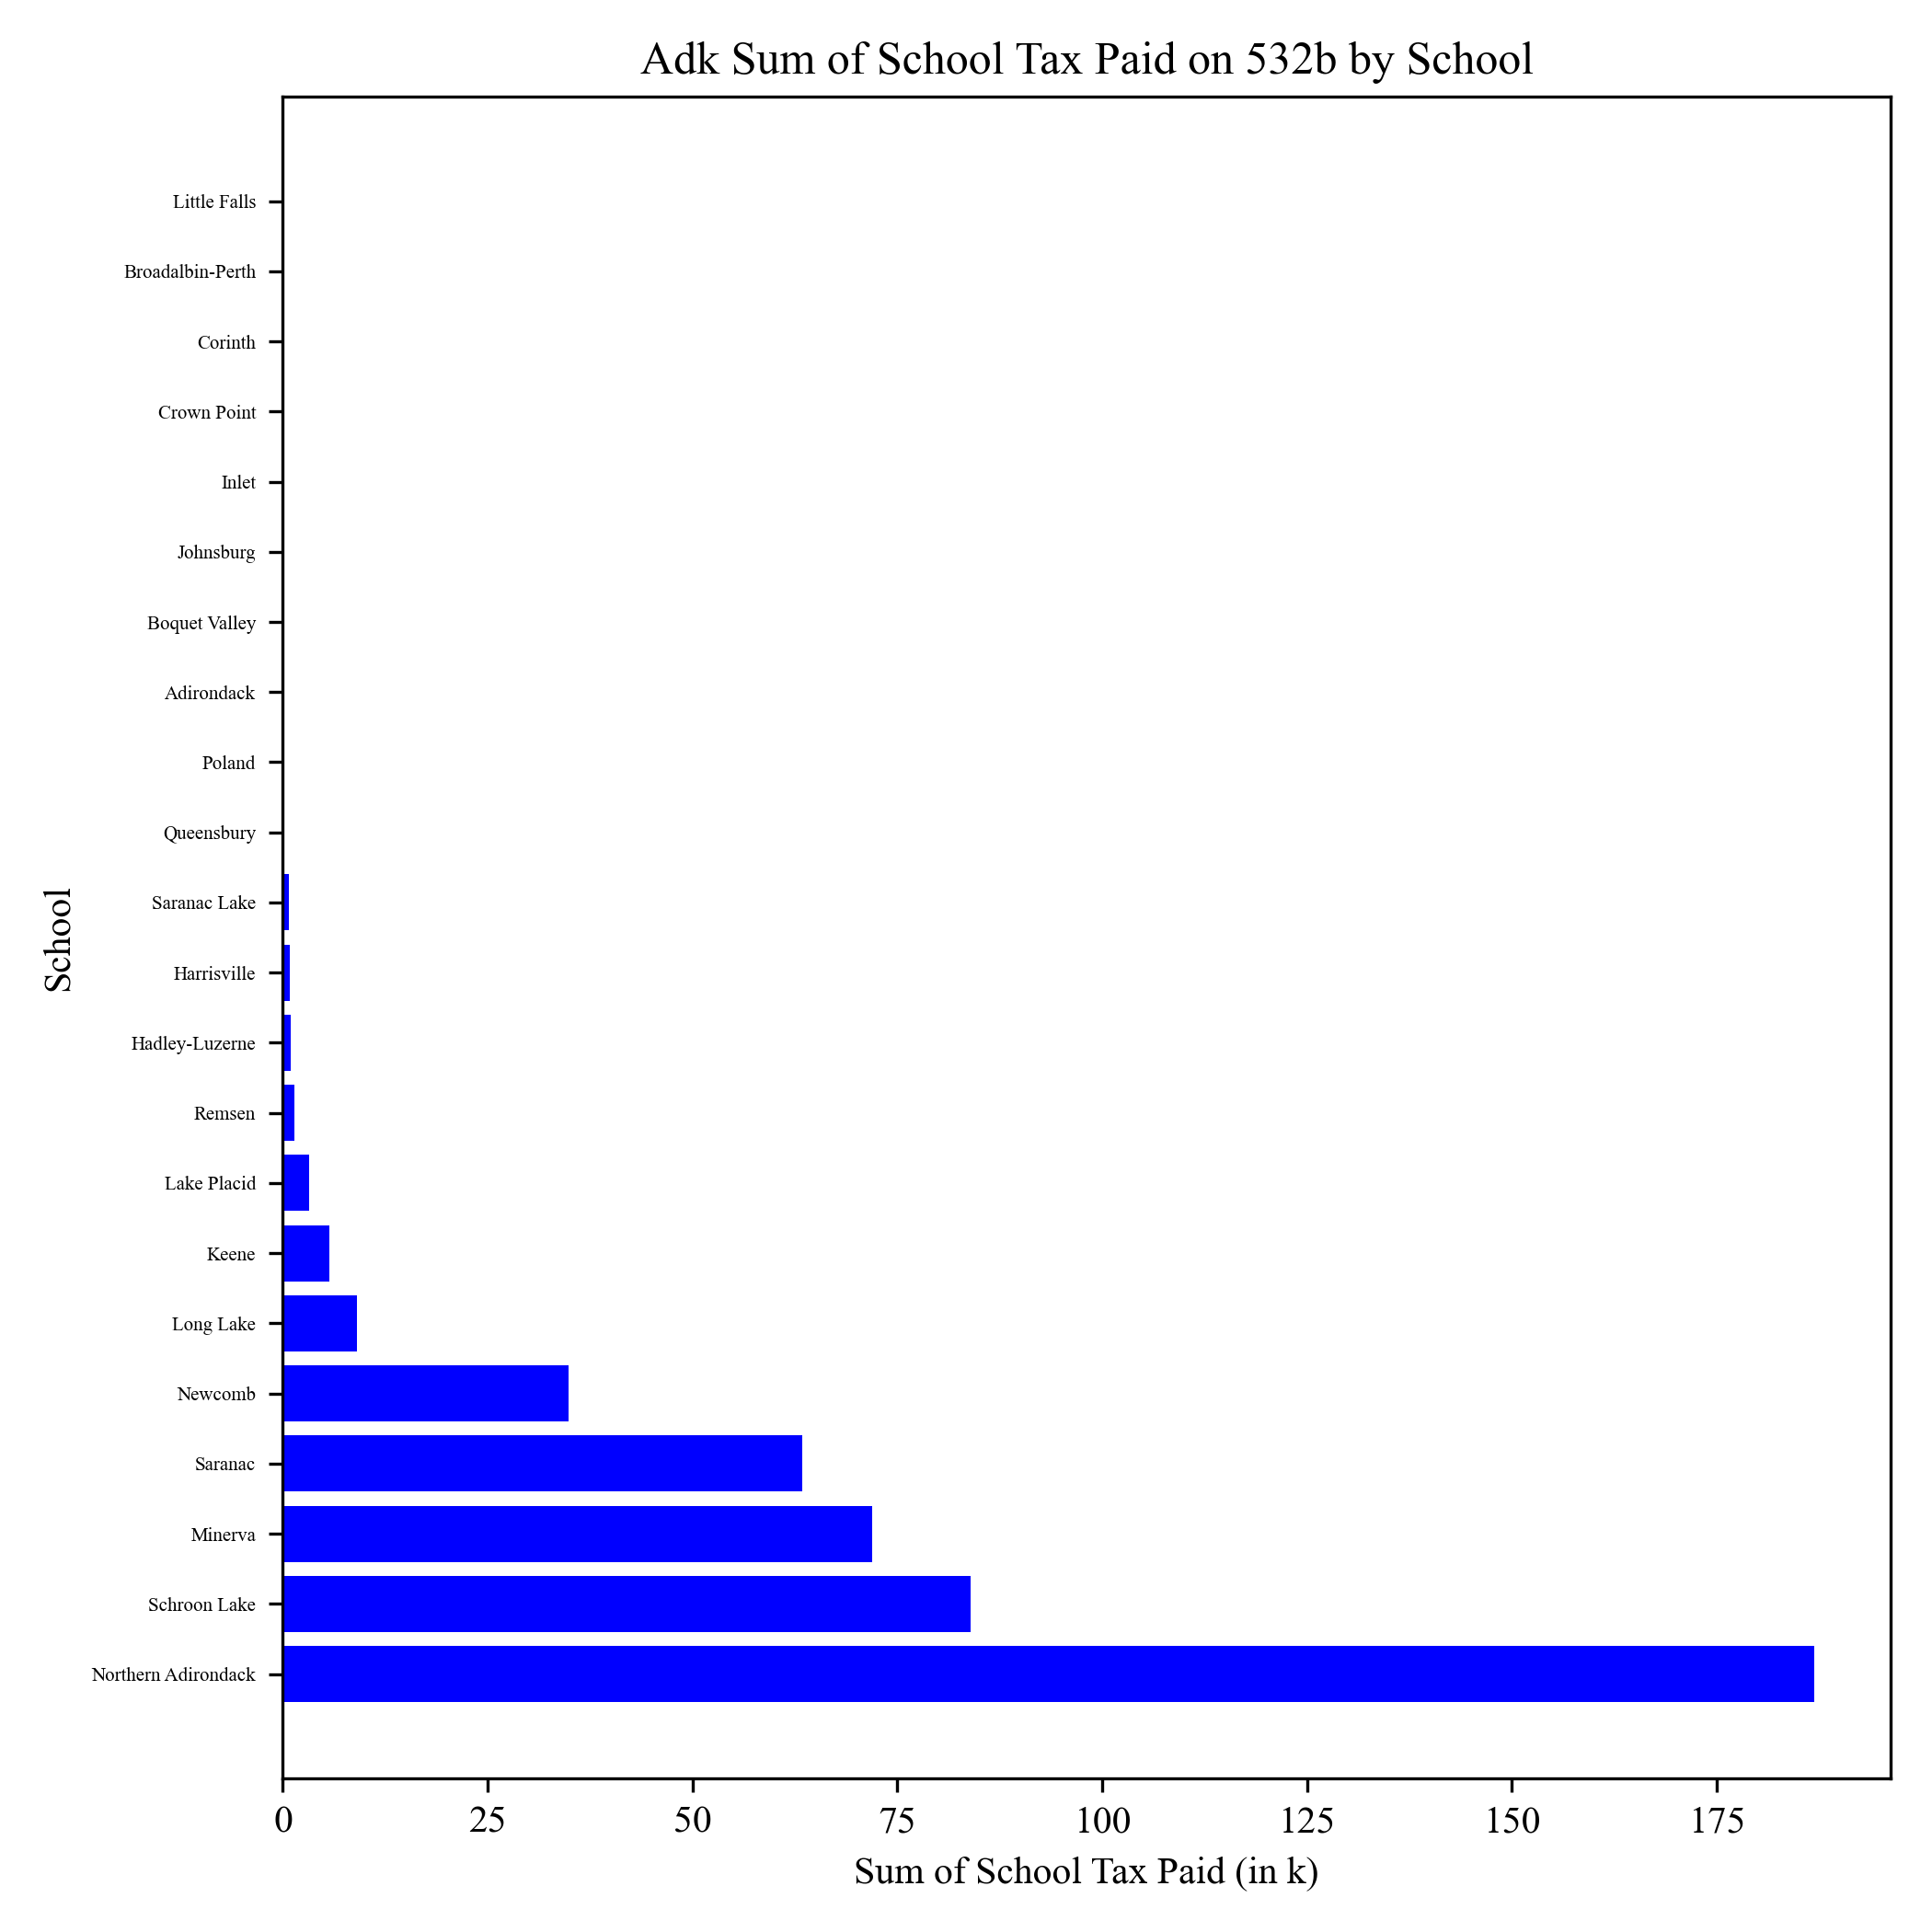 Adk Sum of School Tax Paid on 532b by School
Little Falls
Broadalbin-Perth
Corinth
Crown Point
Inlet
Johnsburg
Boquet Valley
Adirondack
Poland
Queensbury
Saranac Lake
Harrisville
Hadley-Luzerne
Remsen
Lake Placid
Keene
Long Lake
Newcomb
Saranac
Minerva
Schroon Lake
Northern Adirondack
School
0 25 50 75 100 125 150 175
Sum of School Tax Paid (in k)